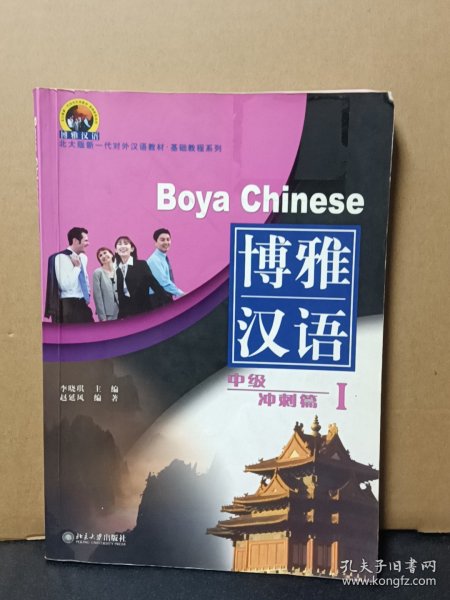 博雅汉语
北大版新一代对外汉语教材·基础教程系列
Boya Chinese
博雅
汉语
中级
冲刺篇 I
李晓琪 主编
赵延风 编著
北京大学出版社
PEKING UNIVERSITY PRESS
孔夫子旧书网
www.kongfz.com